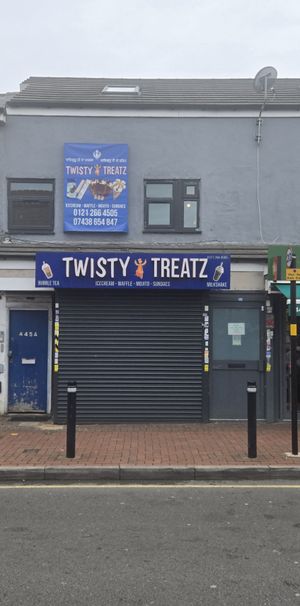 TWISTY TREATZ
ICECREAM - WAFFLE - MOJITO - SUNDAES
0121 266 4505
07438 654 847
TWISTY TREATZ
BUBBLE TEA
ICECREAM - WAFFLE - MOJITO - SUNDAES
MILKSHAKE
445A